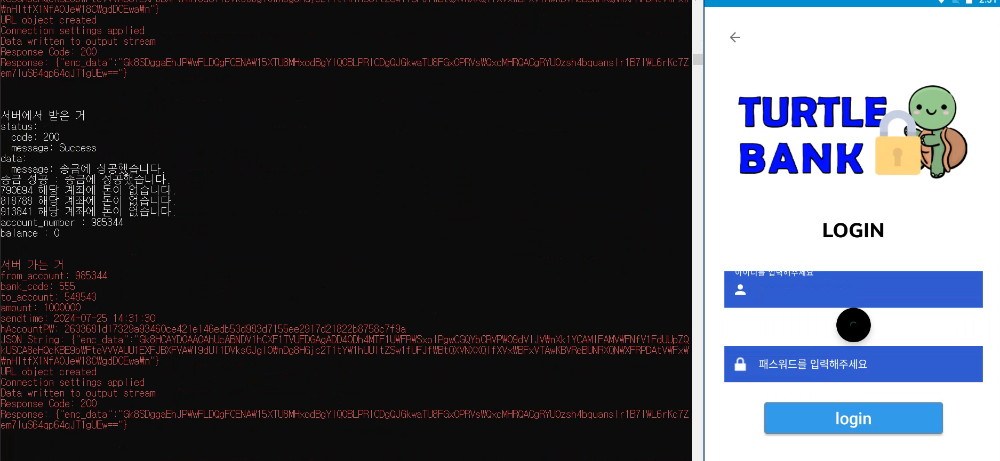 ₩nHltfX1NfAOJeW18CWgdDCEwa₩n"}
URL object created
Connection settings applied
Data written to output stream
Response Code: 200
Response: {"enc_data":"Gk8SDggaEhJPWwFLDQgFCENAW15XTU8MHxodBgYlQOBLPRlCDgQJGkwaTU8FGxOPRVsWQxcMHRQACgRYUOzsh4bquanslr1B7lWL6rKc7Z
em7luS64qp64qJT1gUEw=="}
서버에서 받은 거
status:
code: 200
message: Success
data:
message: 송금에 성공했습니다.
송금 성공 : 송금에 성공했습니다.
790694 해당 계좌에 돈이 없습니다.
818788 해당 계좌에 돈이 없습니다.
913841 해당 계좌에 돈이 없습니다.
account_number : 985344
balance : 0
서버 가는 거
from_account: 985344
bank_code: 555
to_account: 548543
amount: 1000000
sendtime: 2024-07-25 14:31:30
hAccountPW: 2633681d17329a93460ce421e146edb53d983d7155ee2917d21822b8758c7f9a
JSON String: {"enc_data":"Gk8HCAYDOAAOAhUcABNDV1hCXF1TVUFDGAgADD4ODh4MTF1UWFRWSxolPgwCGQYbCRVPWO9dVlJV₩nXk1YCAMIFAMVWFNfV1FdUUpZQ
kUSCA8eHQcKBE9bWFteVVVAUU1EXFJBXFVAWl9dUl1DVksGJglO₩nDg8HGjc2T1tYW1hUUltZSw1fUFJfWBtQXVNXXQlfXVxWBFxVTAwKBVReBUNRXQNWXFRPDAtVWFxW
₩nHltfX1NfAOJeW18CWgdDCEwa₩n"}
URL object created
Connection settings applied
Data written to output stream
Response Code: 200
Response: {"enc_data":"Gk8SDggaEhJPWwFLDQgFCENAW15XTU8MHxodBgYlQOBLPRlCDgQJGkwaTU8FGxOPRVsWQxcMHRQACgRYUOzsh4bquanslr1B7lWL6rKc7Z
em7luS64qp64qJT1gUEw=="}
2:31
TURTLE
BANK
LOGIN
아이디를 입력해주세요
패스워드를 입력해주세요
login